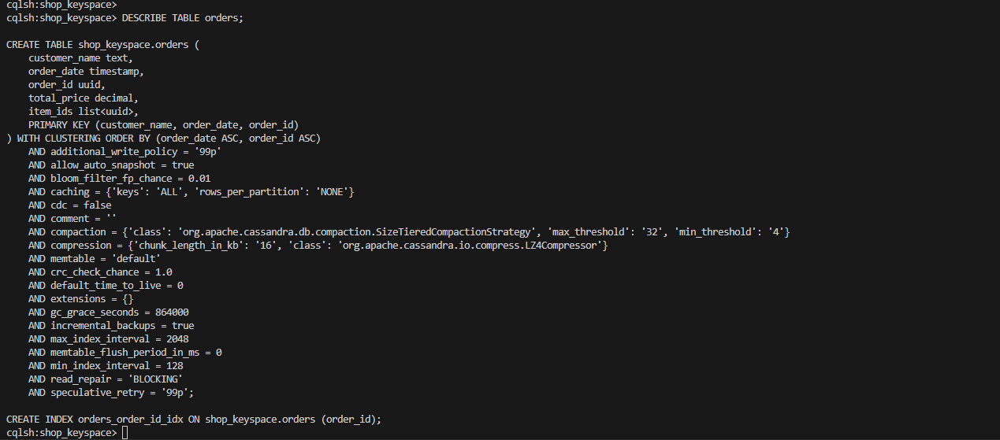 cqlsh:shop_keyspace>
cqlsh:shop_keyspace> DESCRIBE TABLE orders;
CREATE TABLE shop_keyspace.orders (
    customer_name text,
    order_date timestamp,
    order_id uuid,
    total_price decimal,
    item_ids list<uuid>,
    PRIMARY KEY (customer_name, order_date, order_id)
) WITH CLUSTERING ORDER BY (order_date ASC, order_id ASC)
    AND additional_write_policy = '99p'
    AND allow_auto_snapshot = true
    AND bloom_filter_fp_chance = 0.01
    AND caching = {'keys': 'ALL', 'rows_per_partition': 'NONE'}
    AND cdc = false
    AND comment = ''
    AND compaction = {'class': 'org.apache.cassandra.db.compaction.SizeTieredCompactionStrategy', 'max_threshold': '32', 'min_threshold': '4'}
    AND compression = {'chunk_length_in_kb': '16', 'class': 'org.apache.cassandra.io.compress.LZ4Compressor'}
    AND memtable = 'default'
    AND crc_check_chance = 1.0
    AND default_time_to_live = 0
    AND extensions = {}
    AND gc_grace_seconds = 864000
    AND incremental_backups = true
    AND max_index_interval = 2048
    AND memtable_flush_period_in_ms = 0
    AND min_index_interval = 128
    AND read_repair = 'BLOCKING'
    AND speculative_retry = '99p';
CREATE INDEX orders_order_id_idx ON shop_keyspace.orders (order_id);
cqlsh:shop_keyspace>